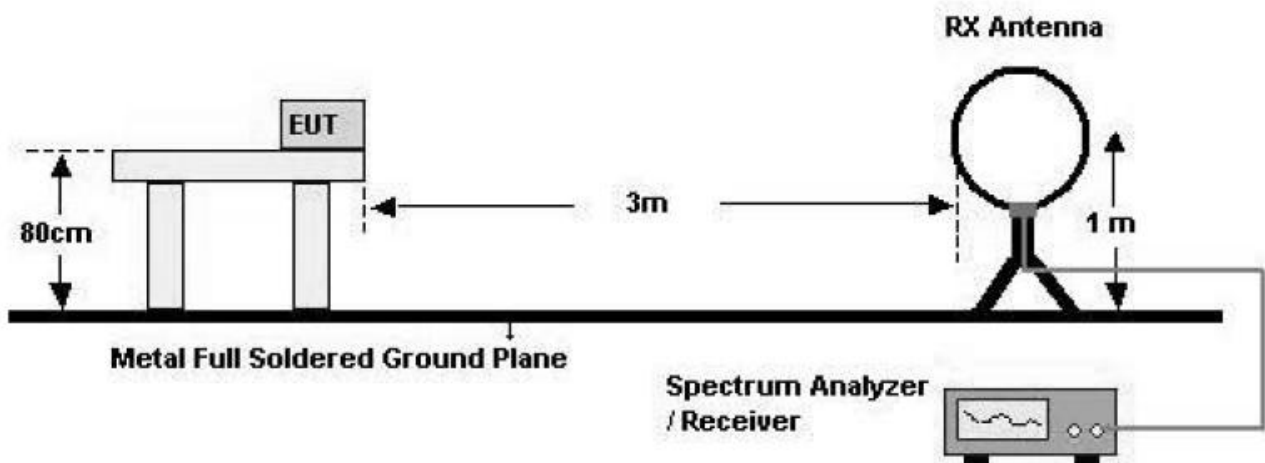 RX Antenna
EUT
80cm
3m
1 m
Metal Full Soldered Ground Plane
Spectrum Analyzer
/ Receiver